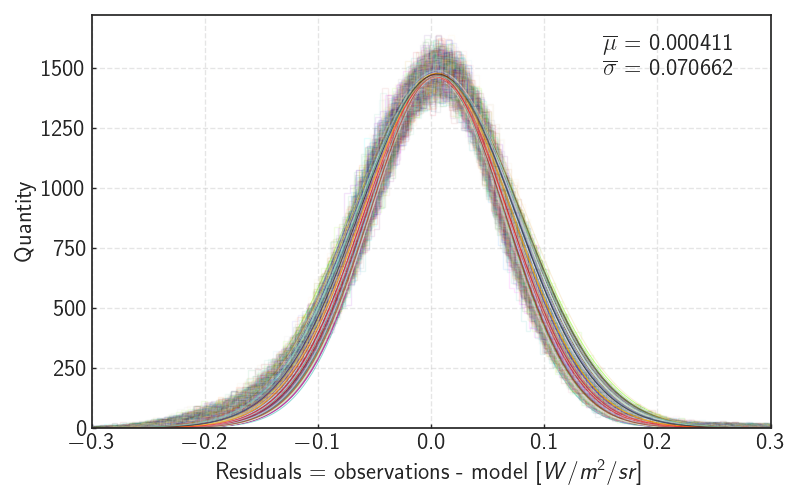 μ̅ = 0.000411
σ̅ = 0.070662
Quantity
1500
1250
1000
750
500
250
0
−0.3 −0.2 −0.1 0.0 0.1 0.2 0.3
Residuals = observations - model [W/m²/sr]